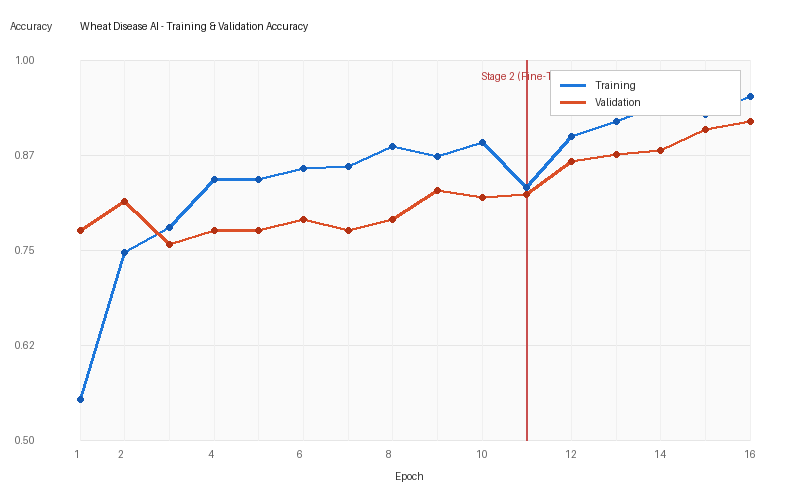 Accuracy
Wheat Disease AI - Training & Validation Accuracy
1.00
Stage 2 (Fine-T
Training
Validation
0.87
0.75
0.62
0.50
1 2 4 6 8 10 12 14 16
Epoch